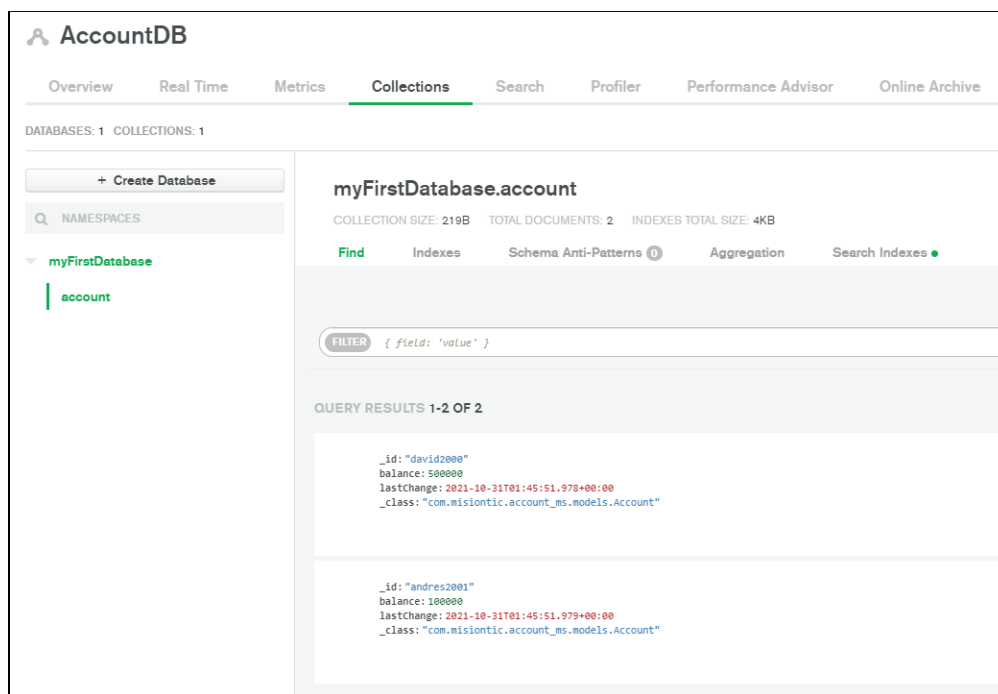 AccountDB
Overview Real Time Metrics Collections Search Profiler Performance Advisor Online Archive
DATABASES: 1 COLLECTIONS: 1
+ Create Database
NAMESPACES
myFirstDatabase
account
myFirstDatabase.account
COLLECTION SIZE: 219B TOTAL DOCUMENTS: 2 INDEXES TOTAL SIZE: 4KB
Find Indexes Schema Anti-Patterns 0 Aggregation Search Indexes
FILTER { field: 'value' }
QUERY RESULTS 1-2 OF 2
_id: "david2000"
balance: 500000
lastChange: 2021-10-31T01:45:51.978+00:00
_class: "com.misiontic.account_ms.models.Account"
_id: "andres2001"
balance: 100000
lastChange: 2021-10-31T01:45:51.979+00:00
_class: "com.misiontic.account_ms.models.Account"